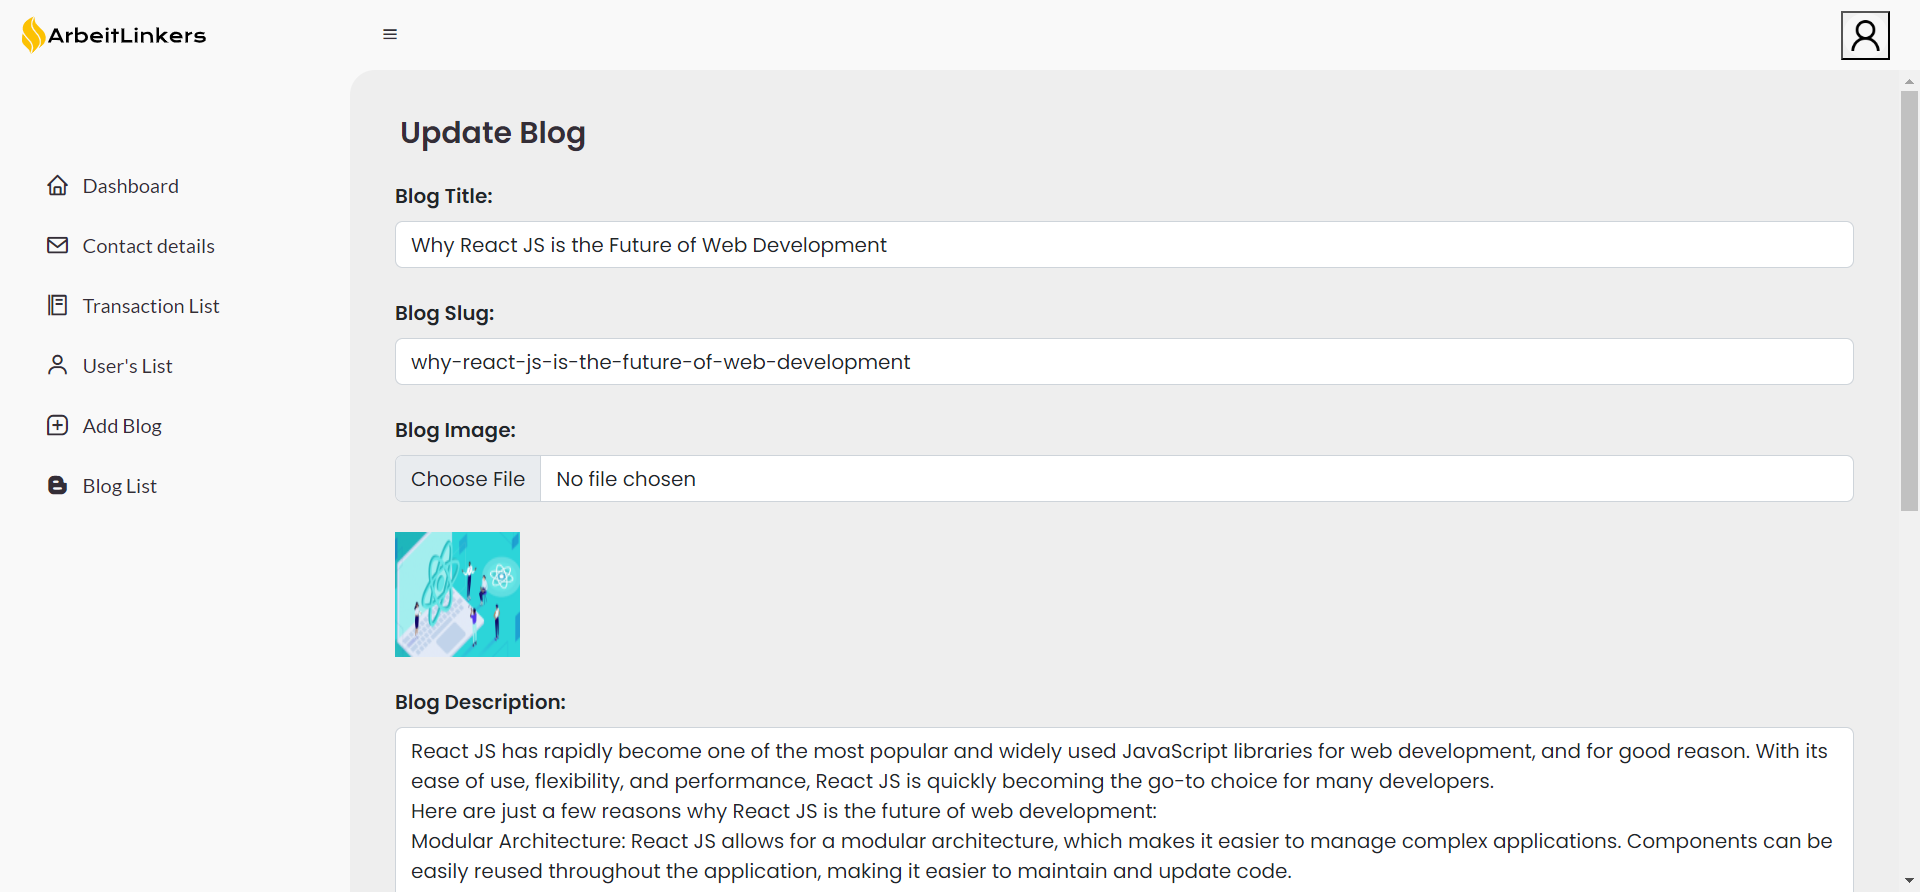 ArbeitLinkers
Dashboard
Contact details
Transaction List
User's List
Add Blog
Blog List
Update Blog
Blog Title:
Why React JS is the Future of Web Development
Blog Slug:
why-react-js-is-the-future-of-web-development
Blog Image:
Choose File No file chosen
Blog Description:
React JS has rapidly become one of the most popular and widely used JavaScript libraries for web development, and for good reason. With its
ease of use, flexibility, and performance, React JS is quickly becoming the go-to choice for many developers.
Here are just a few reasons why React JS is the future of web development:
Modular Architecture: React JS allows for a modular architecture, which makes it easier to manage complex applications. Components can be
easily reused throughout the application, making it easier to maintain and update code.